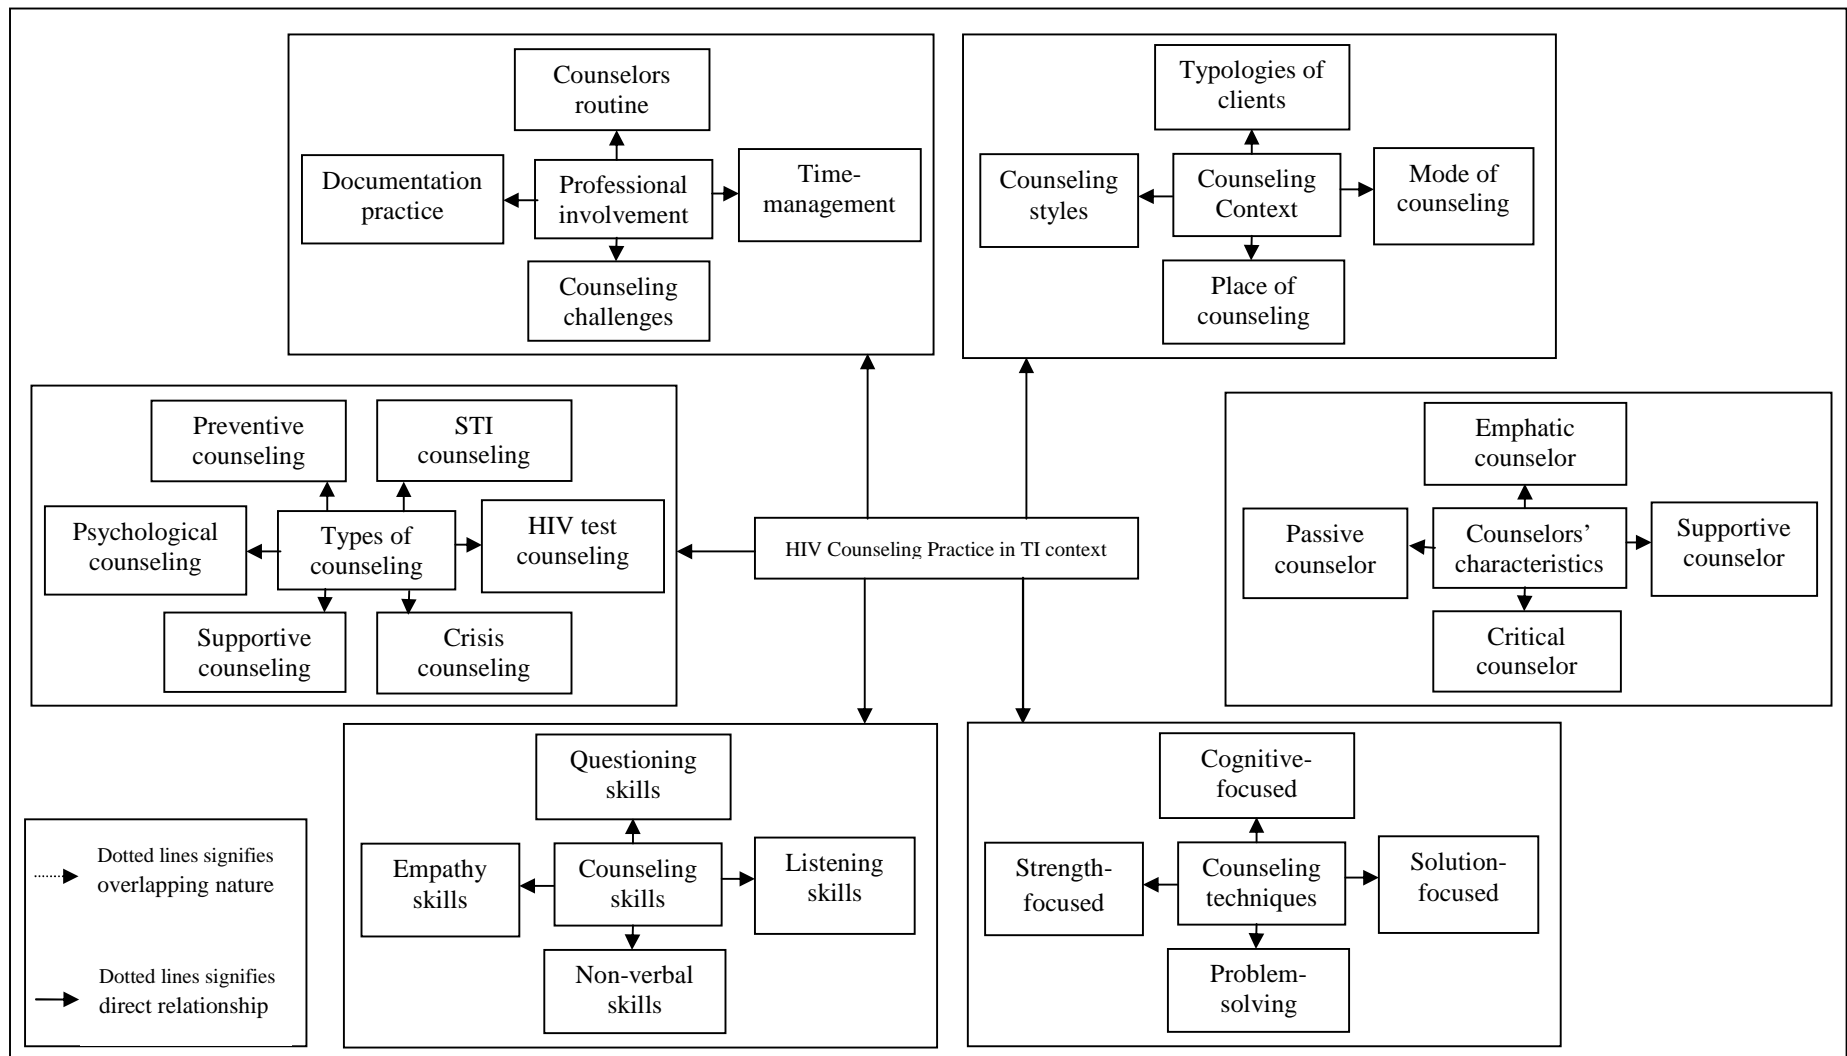 Counselors
routine
Documentation
practice
Professional
involvement
Time-
management
Counseling
challenges
Typologies of
clients
Counseling
styles
Counseling
Context
Mode of
counseling
Place of
counseling
Preventive
counseling
STI
counseling
Psychological
counseling
Types of
counseling
HIV test
counseling
Supportive
counseling
Crisis
counseling
HIV Counseling Practice in TI context
Emphatic
counselor
Passive
counselor
Counselors’
characteristics
Supportive
counselor
Critical
counselor
Questioning
skills
Empathy
skills
Counseling
skills
Listening
skills
Non-verbal
skills
Cognitive-
focused
Strength-
focused
Counseling
techniques
Solution-
focused
Problem-
solving
Dotted lines signifies
overlapping nature
Dotted lines signifies
direct relationship